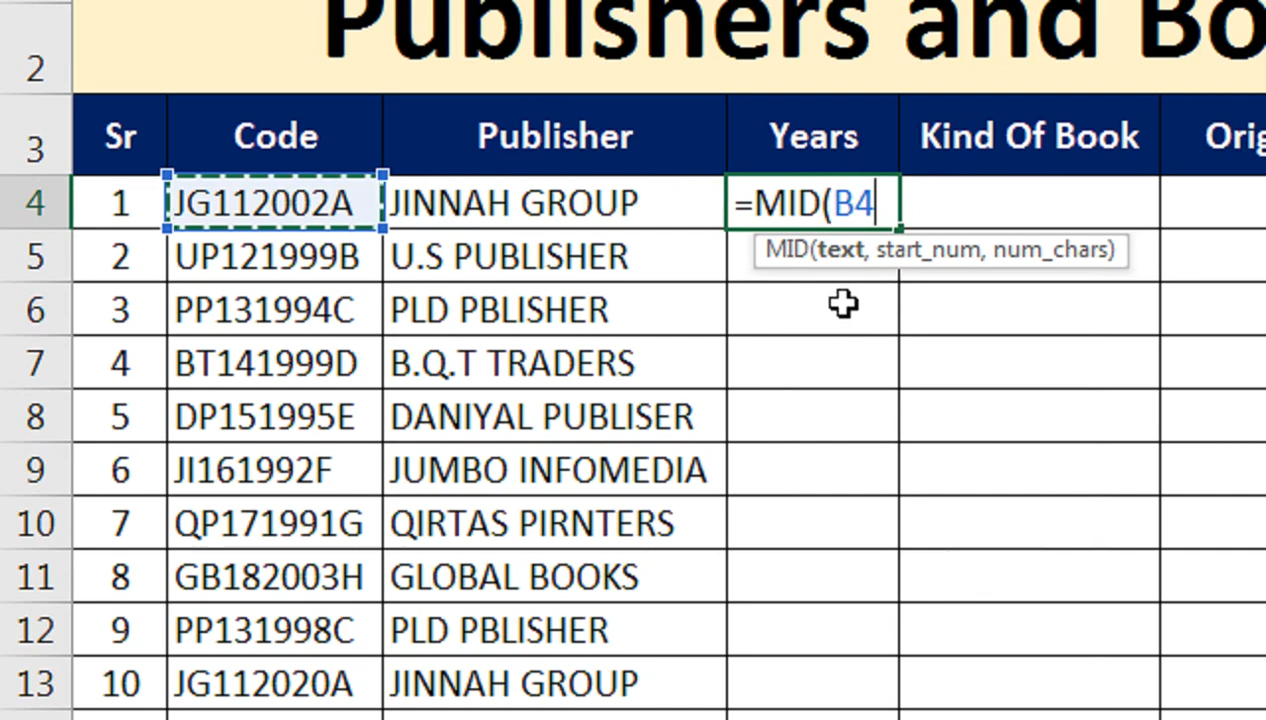 Publishers and Bo
2
3 Sr Code Publisher Years Kind Of Book Orig
4 1 JG112002A JINNAH GROUP =MID(B4
MID(text, start_num, num_chars)
5 2 UP121999B U.S PUBLISHER
6 3 PP131994C PLD PBLISHER
7 4 BT141999D B.Q.T TRADERS
8 5 DP151995E DANIYAL PUBLISER
9 6 JI161992F JUMBO INFOMEDIA
10 7 QP171991G QIRTAS PIRNTERS
11 8 GB182003H GLOBAL BOOKS
12 9 PP131998C PLD PBLISHER
13 10 JG112020A JINNAH GROUP